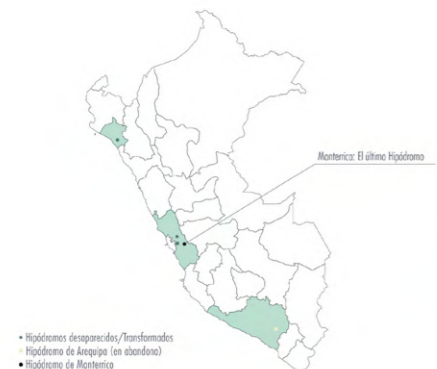 Monterrico: El último Hipódromo
• Hipódromos desaparecidos/Transformados
• Hipódromo de Arequipa (en abandono)
• Hipódromo de Monterrico